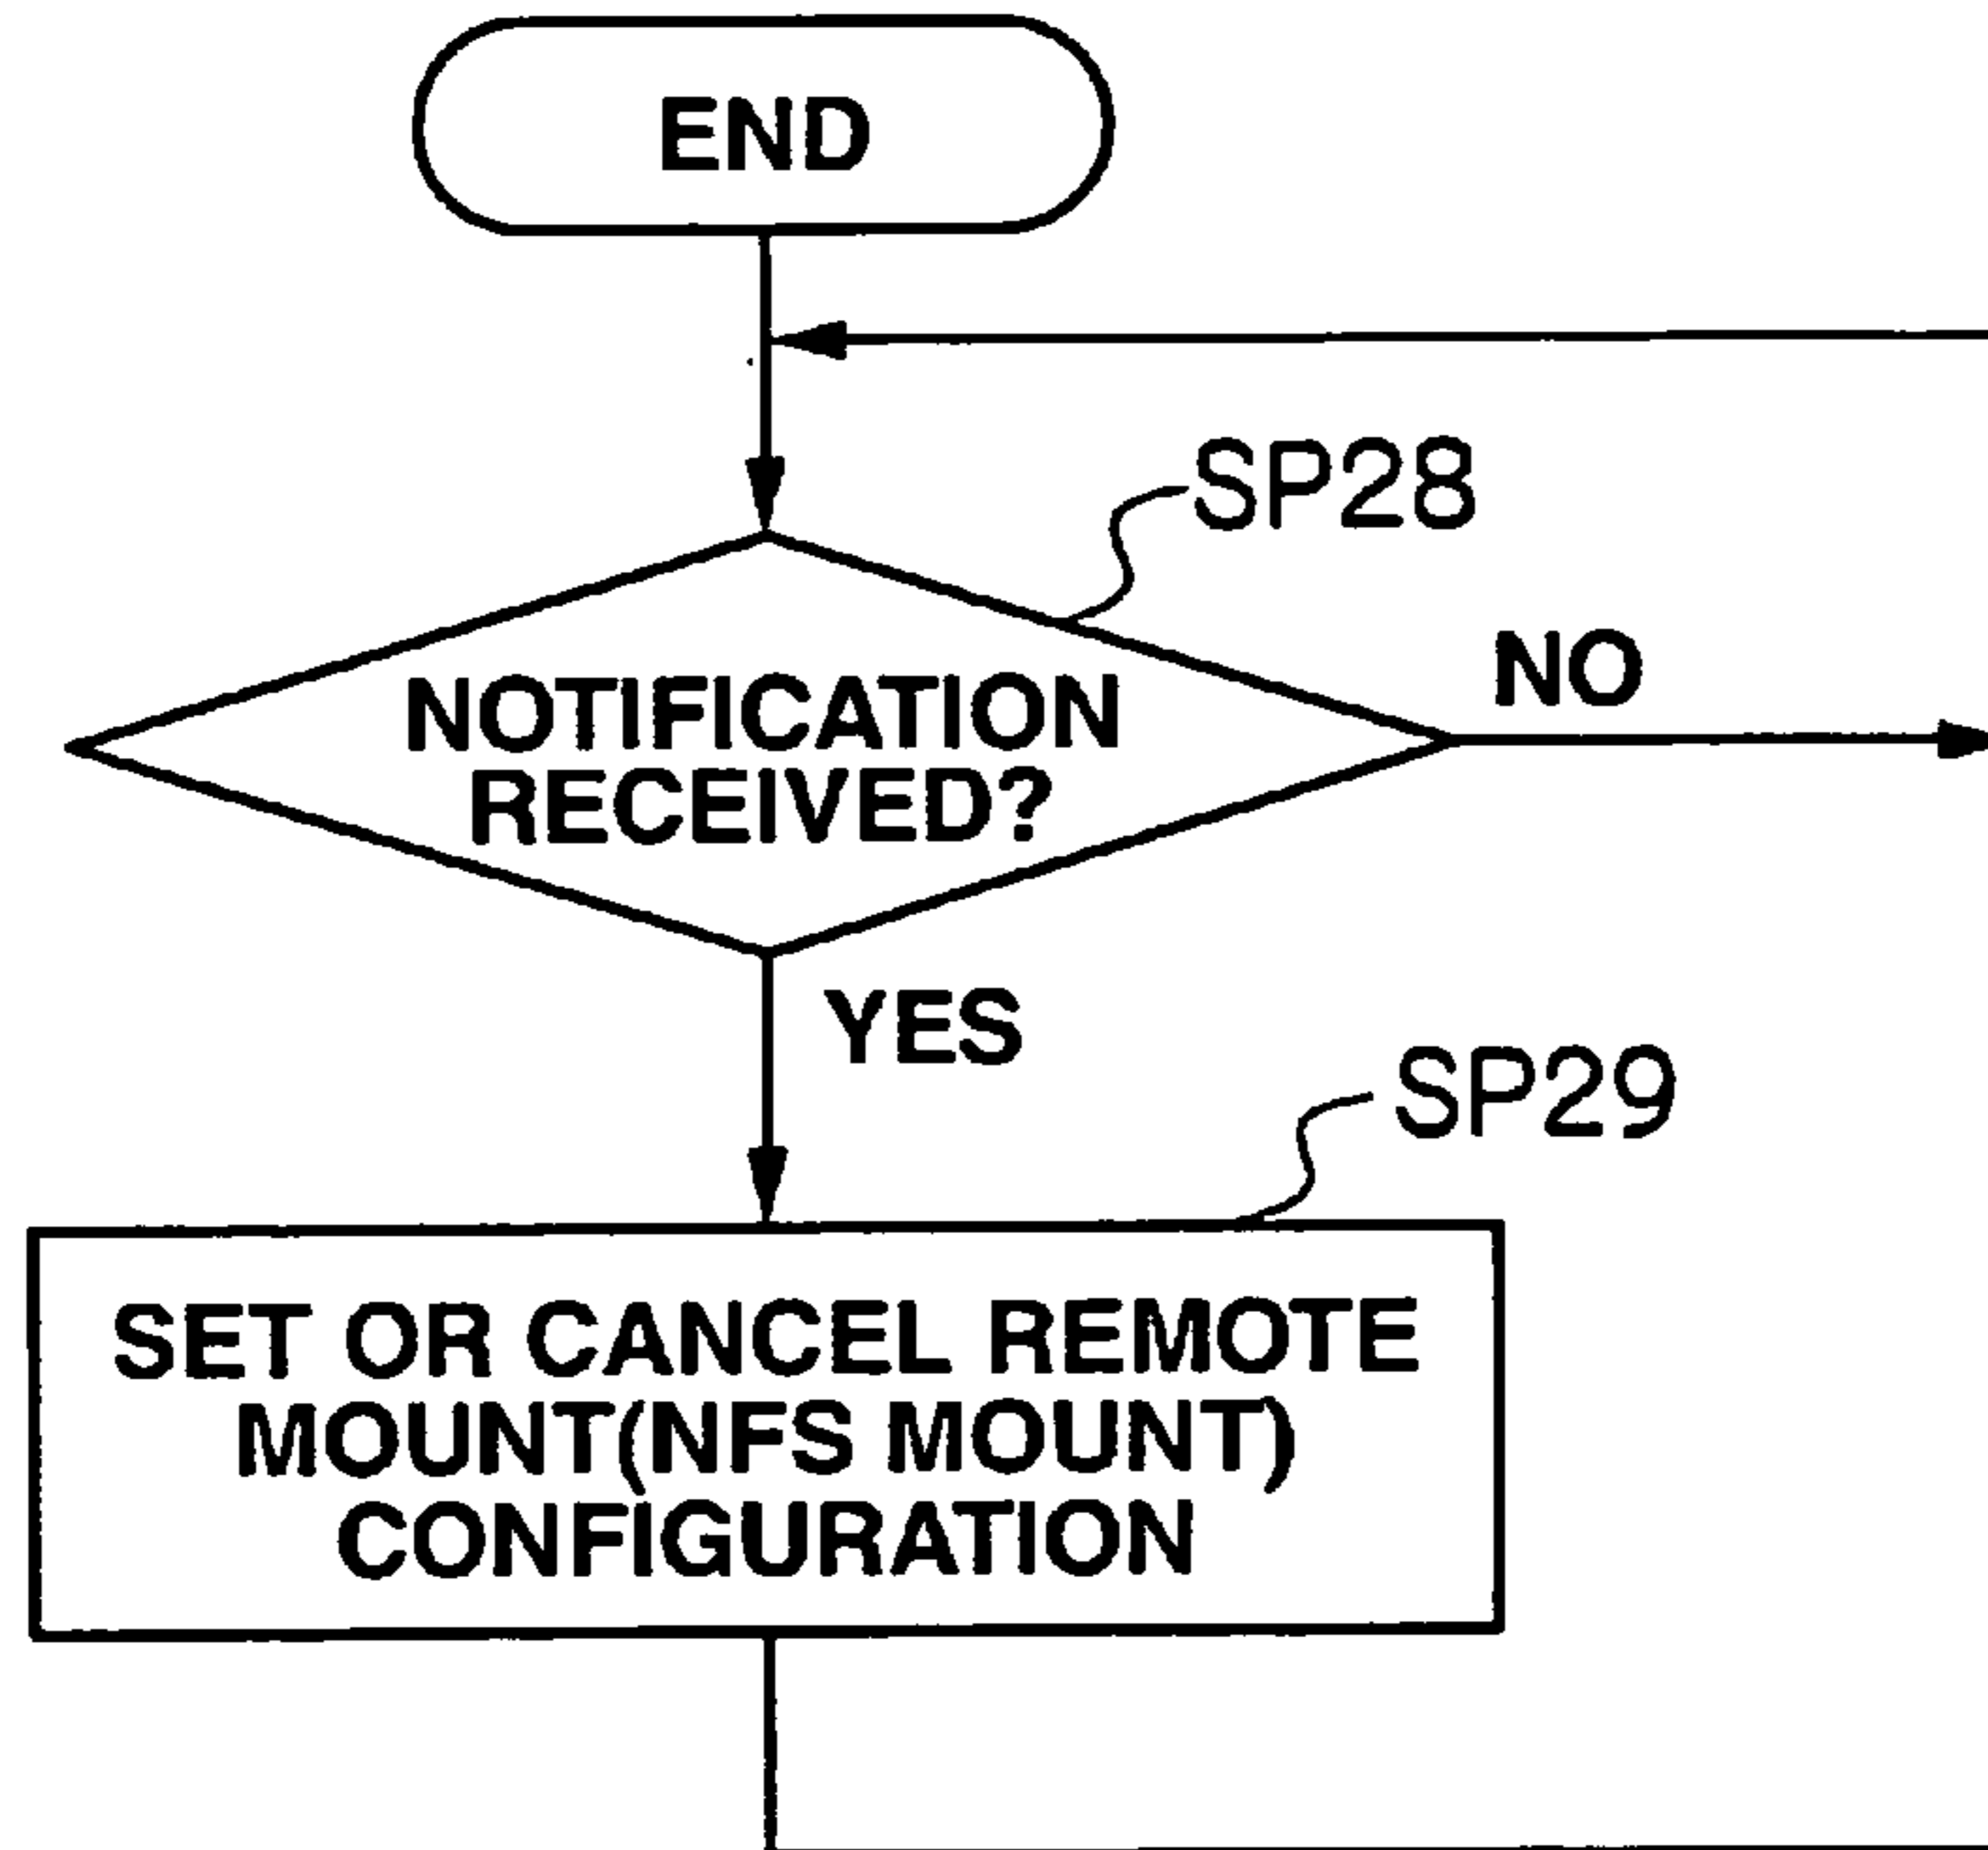 END
SP28
NOTIFICATION
RECEIVED?
NO
YES
SP29
SET OR CANCEL REMOTE
MOUNT(NFS MOUNT)
CONFIGURATION